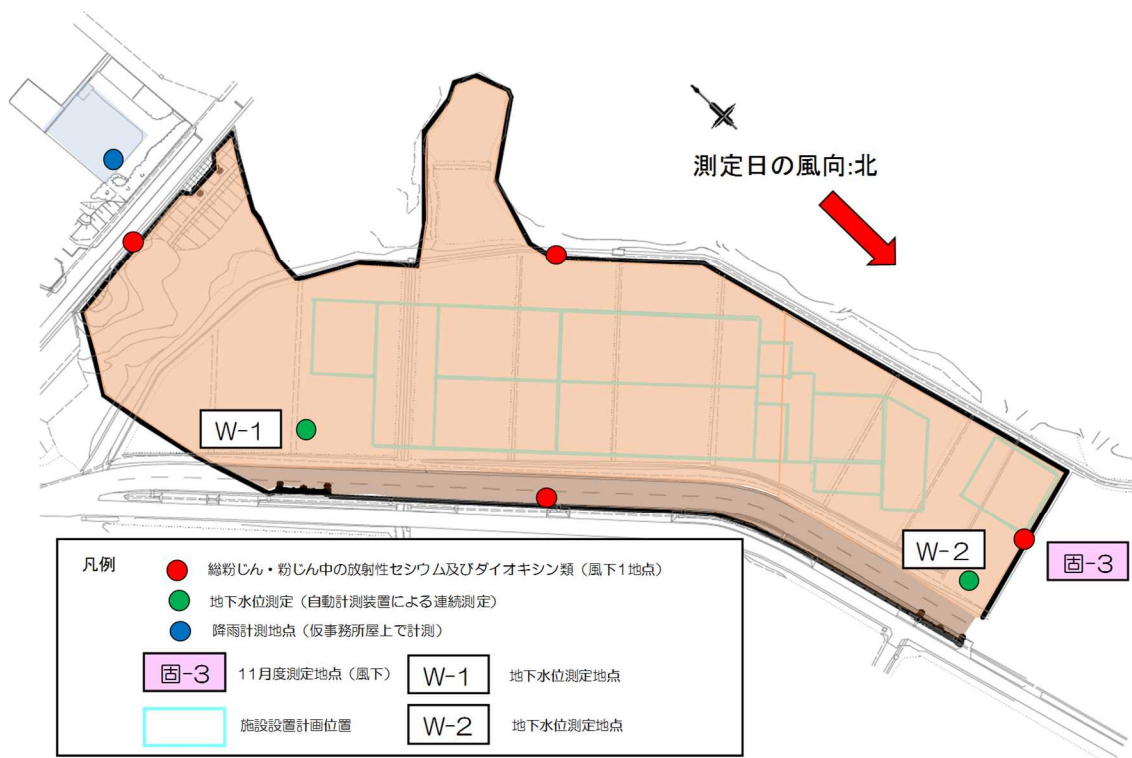 測定日の風向:北
W-1
W-2
固-3
凡例
総粉じん・粉じん中の放射性セシウム及びダイオキシン類（風下1地点）
地下水位測定（自動計測装置による連続測定）
降雨計測地点（仮事務所屋上で計測）
固-3 11月度測定地点（風下） W-1 地下水位測定地点
施設設置計画位置 W-2 地下水位測定地点